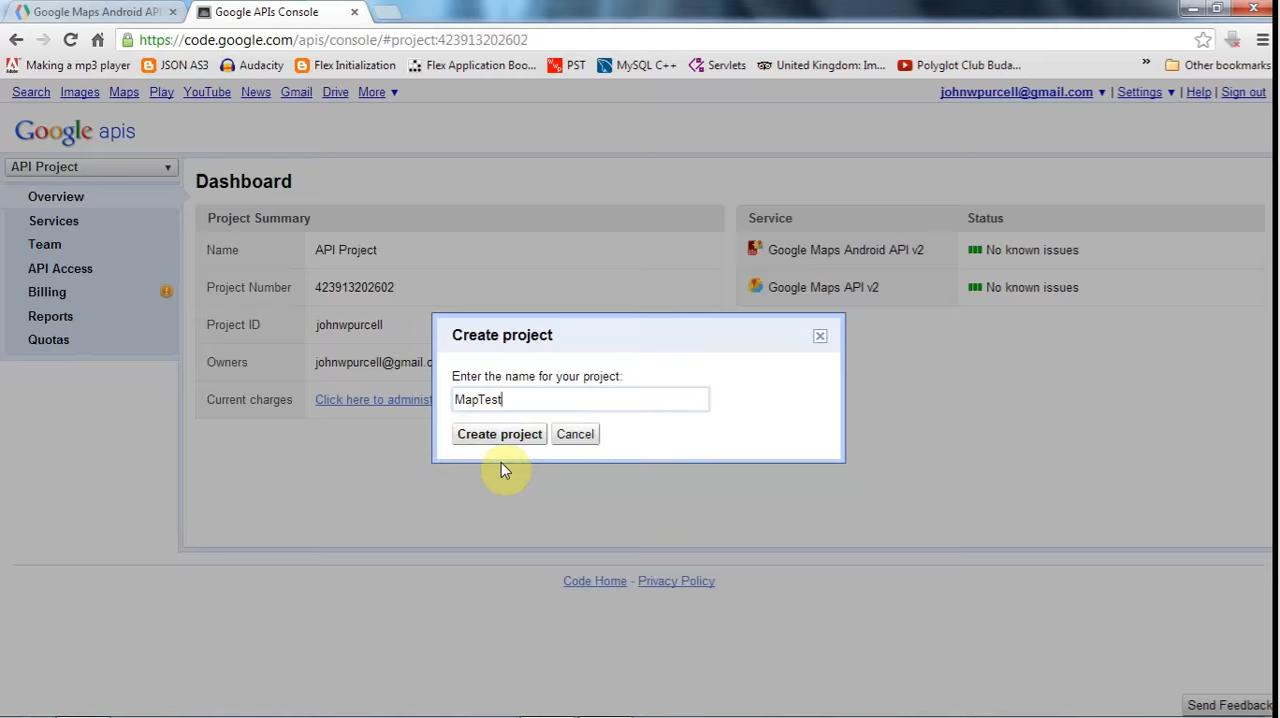 Google Maps Android API
Google APIs Console
https://code.google.com/apis/console/#project:423913202602
Making a mp3 player
JSON AS3
Audacity
Flex Initialization
Flex Application Boo...
PST
MySQL C++
Servlets
United Kingdom: Im...
Polyglot Club Buda...
»
Other bookmarks
Search Images Maps Play YouTube News Gmail Drive More ▼
johnwpurcell@gmail.com ▼ | Settings ▼ | Help | Sign out
Google apis
API Project
Overview
Services
Team
API Access
Billing
Reports
Quotas
Dashboard
Project Summary
Name API Project
Project Number 423913202602
Project ID johnwpurcell
Owners johnwpurcell@gmail.c
Current charges Click here to administ
Service Status
Google Maps Android API v2 No known issues
Google Maps API v2 No known issues
Create project
Enter the name for your project:
MapTest
Create project Cancel
Code Home - Privacy Policy
Send Feedback